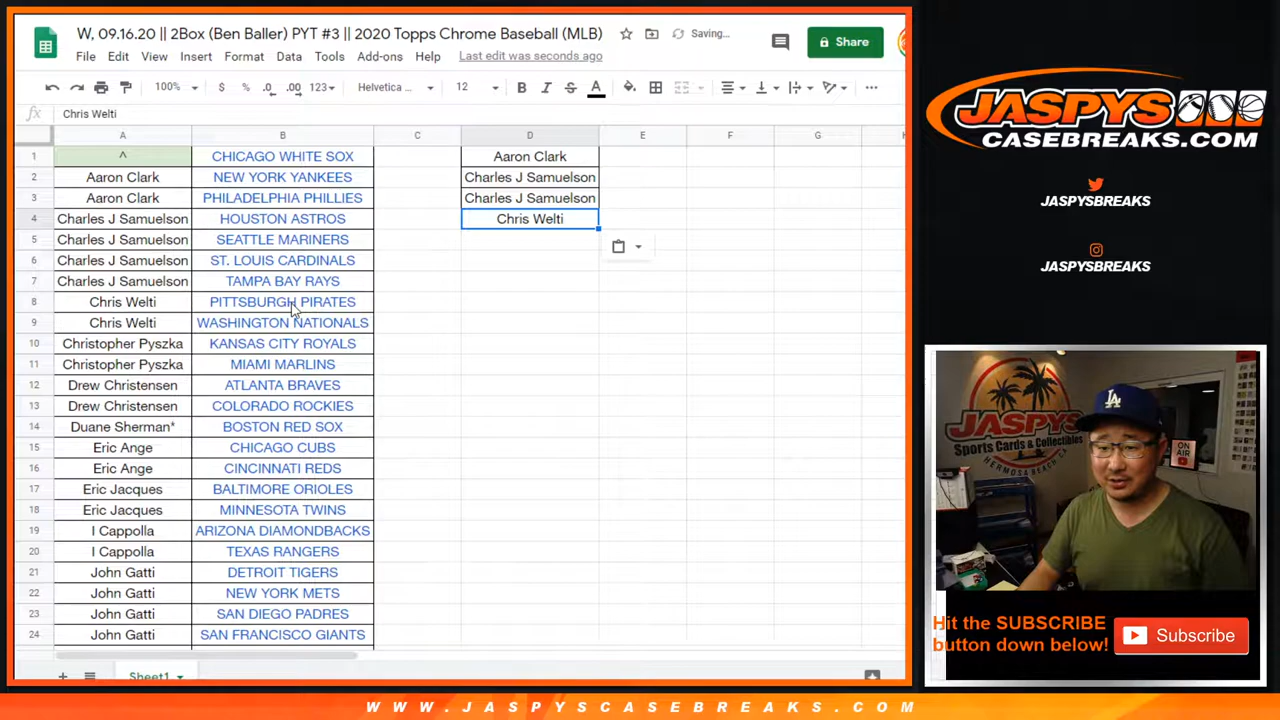 W, 09.16.20 || 2Box (Ben Baller) PYT #3 || 2020 Topps Chrome Baseball (MLB)
Saving...
Share
File Edit View Insert Format Data Tools Add-ons Help Last edit was seconds ago
100% $ % .0 .00 123 Helvetica ... 12 B I S A
fx Chris Welti
A B C D E F G
1 ^ CHICAGO WHITE SOX Aaron Clark
2 Aaron Clark NEW YORK YANKEES Charles J Samuelson
3 Aaron Clark PHILADELPHIA PHILLIES Charles J Samuelson
4 Charles J Samuelson HOUSTON ASTROS Chris Welti
5 Charles J Samuelson SEATTLE MARINERS
6 Charles J Samuelson ST. LOUIS CARDINALS
7 Charles J Samuelson TAMPA BAY RAYS
8 Chris Welti PITTSBURGH PIRATES
9 Chris Welti WASHINGTON NATIONALS
10 Christopher Pyszka KANSAS CITY ROYALS
11 Christopher Pyszka MIAMI MARLINS
12 Drew Christensen ATLANTA BRAVES
13 Drew Christensen COLORADO ROCKIES
14 Duane Sherman* BOSTON RED SOX
15 Eric Ange CHICAGO CUBS
16 Eric Ange CINCINNATI REDS
17 Eric Jacques BALTIMORE ORIOLES
18 Eric Jacques MINNESOTA TWINS
19 I Cappolla ARIZONA DIAMONDBACKS
20 I Cappolla TEXAS RANGERS
21 John Gatti DETROIT TIGERS
22 John Gatti NEW YORK METS
23 John Gatti SAN DIEGO PADRES
24 John Gatti SAN FRANCISCO GIANTS
Sheet1
JASPYS
CASEBREAKS.COM
JASPYSBREAKS
JASPYSBREAKS
JASPYS
Sports Cards & Collectibles
HERMOSA BEACH CA
LA
ON AIR
Hit the SUBSCRIBE
button down below!
Subscribe
WWW.JASPYSCASEBREAKS.COM